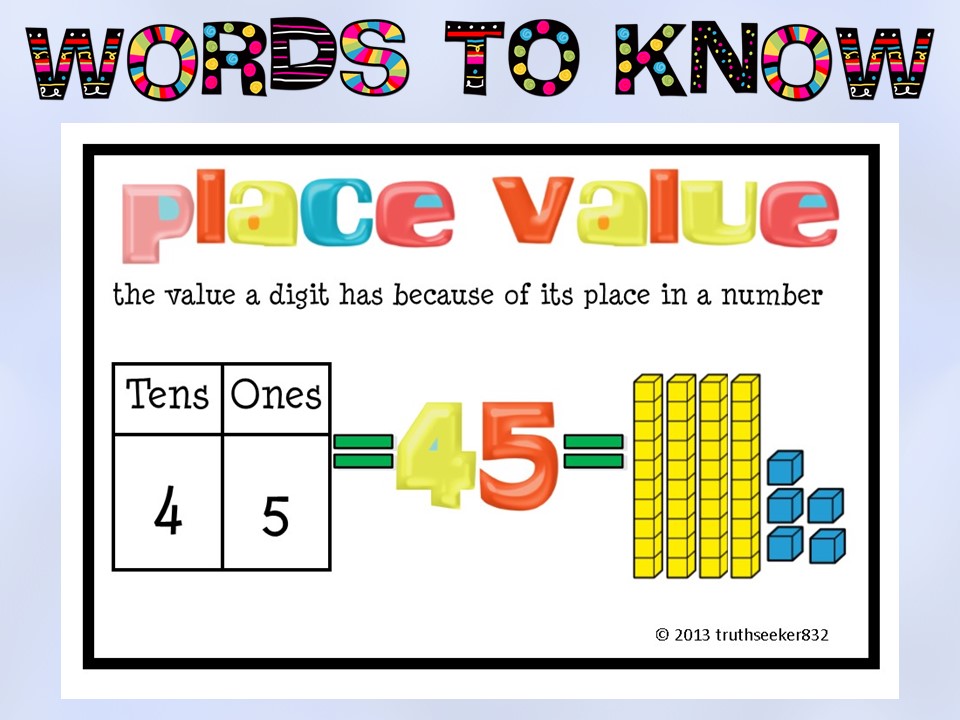 WORDS TO KNOW
place value
the value a digit has because of its place in a number
Tens Ones
4 5 = 45 =
© 2013 truthseeker832